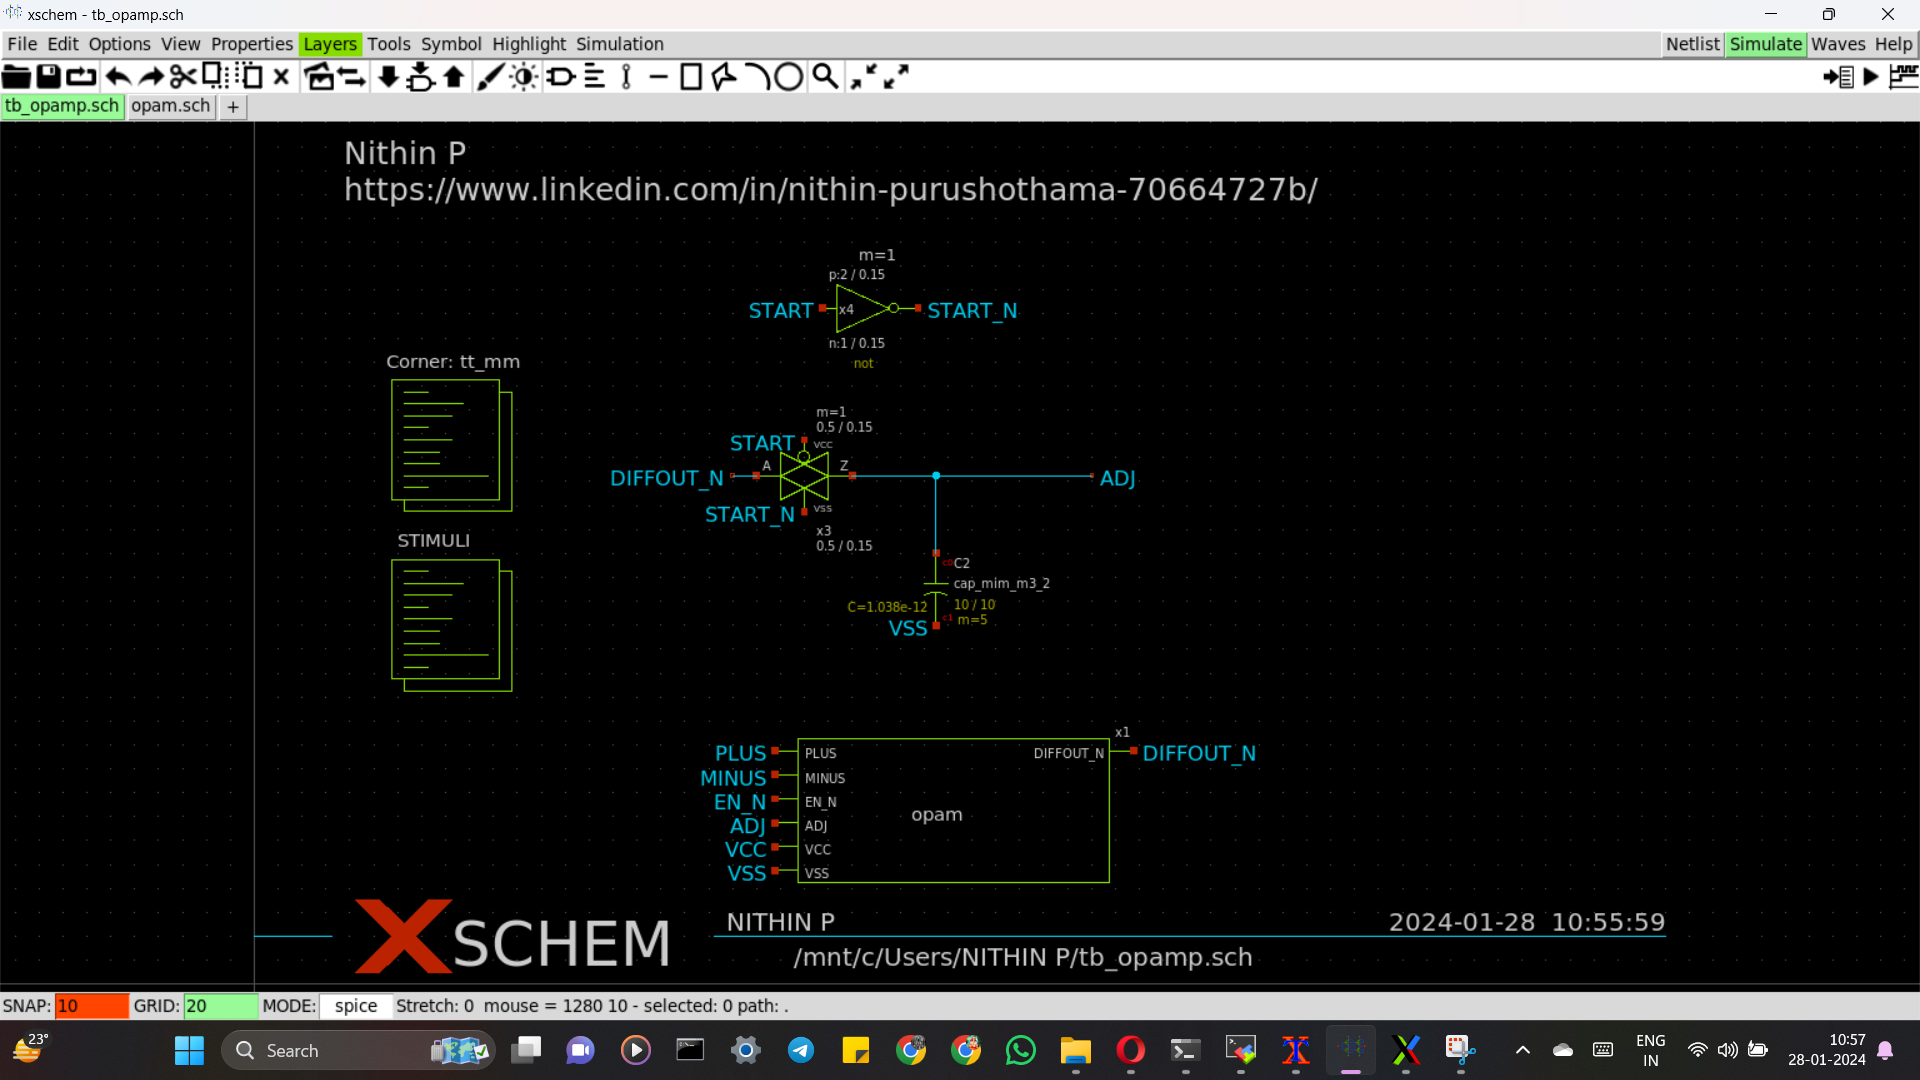 xschem - tb_opamp.sch
File Edit Options View Properties Layers Tools Symbol Highlight Simulation Netlist Simulate Waves Help
tb_opamp.sch opam.sch +
Nithin P
https://www.linkedin.com/in/nithin-purushothama-70664727b/
m=1
p:2 / 0.15
START x4 START_N
n:1 / 0.15
not
Corner: tt_mm
m=1
0.5 / 0.15
START VCC
A Z
DIFFOUT_N ADJ
START_N VSS
x3
0.5 / 0.15
STIMULI
c0 C2
cap_mim_m3_2
C=1.038e-12 10 / 10
c1 m=5
VSS
x1
PLUS PLUS DIFFOUT_N DIFFOUT_N
MINUS MINUS
EN_N EN_N
opam
ADJ ADJ
VCC VCC
VSS VSS
XSCHEM
NITHIN P 2024-01-28 10:55:59
/mnt/c/Users/NITHIN P/tb_opamp.sch
SNAP: 10 GRID: 20 MODE: spice Stretch: 0 mouse = 1280 10 - selected: 0 path: .
23°
Search
ENG
IN
10:57
28-01-2024